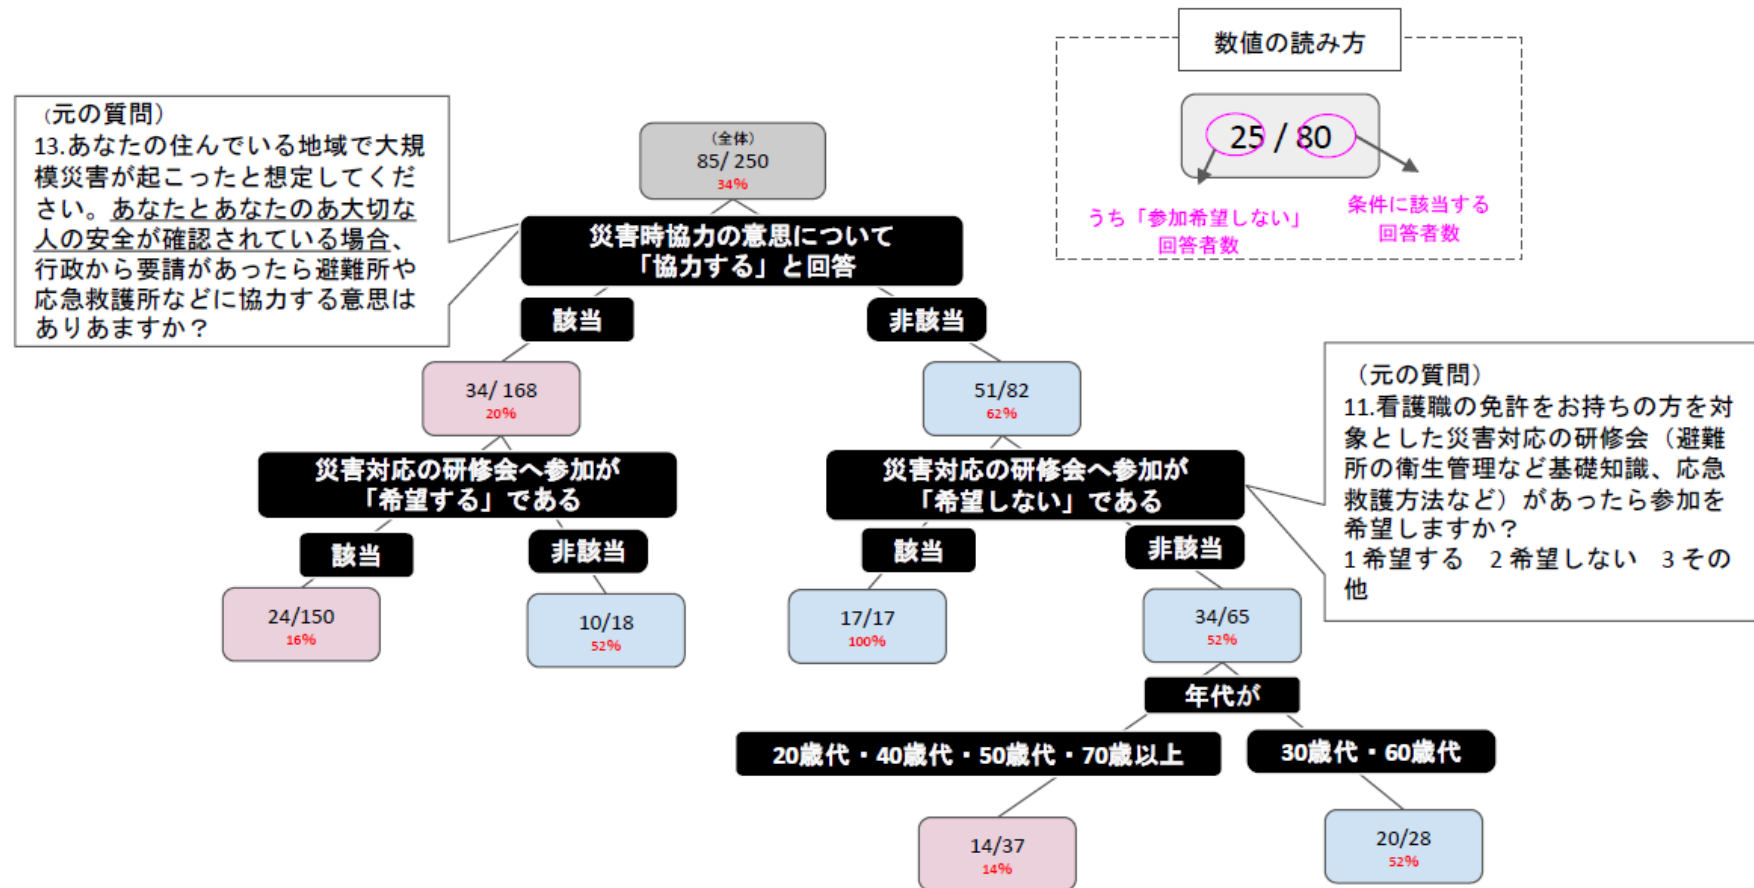 数値の読み方
25 / 80
うち「参加希望しない」
回答者数
条件に該当する
回答者数
（元の質問）
13.あなたの住んでいる地域で大規
模災害が起こったと想定してくだ
さい。あなたとあなたのあ大切な
人の安全が確認されている場合、
行政から要請があったら避難所や
応急救護所などに協力する意思は
ありあますか？
（全体）
85/ 250
34%
災害時協力の意思について
「協力する」と回答
該当
非該当
34/ 168
20%
51/82
62%
（元の質問）
11.看護職の免許をお持ちの方を対
象とした災害対応の研修会（避難
所の衛生管理など基礎知識、応急
救護方法など）があったら参加を
希望しますか？
1 希望する　2 希望しない　3 その
他
災害対応の研修会へ参加が
「希望する」である
災害対応の研修会へ参加が
「希望しない」である
該当
非該当
該当
非該当
24/150
16%
10/18
52%
17/17
100%
34/65
52%
年代が
20歳代・40歳代・50歳代・70歳以上
30歳代・60歳代
14/37
14%
20/28
52%